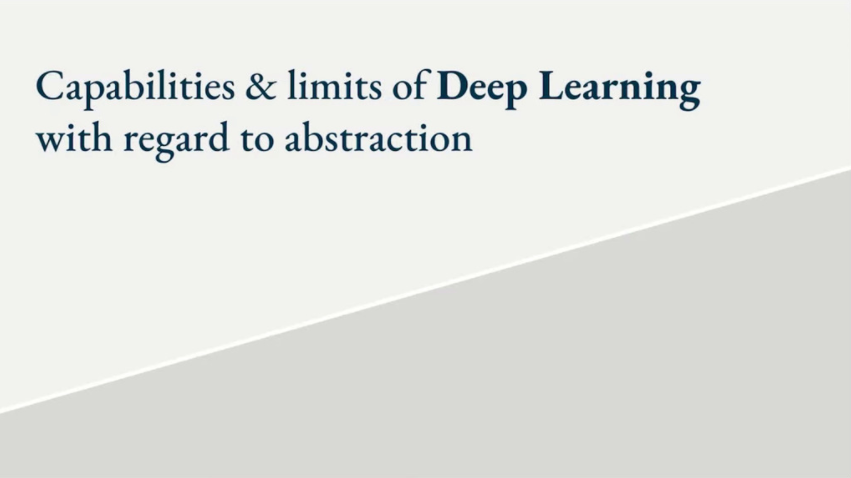 Capabilities & limits of Deep Learning
with regard to abstraction